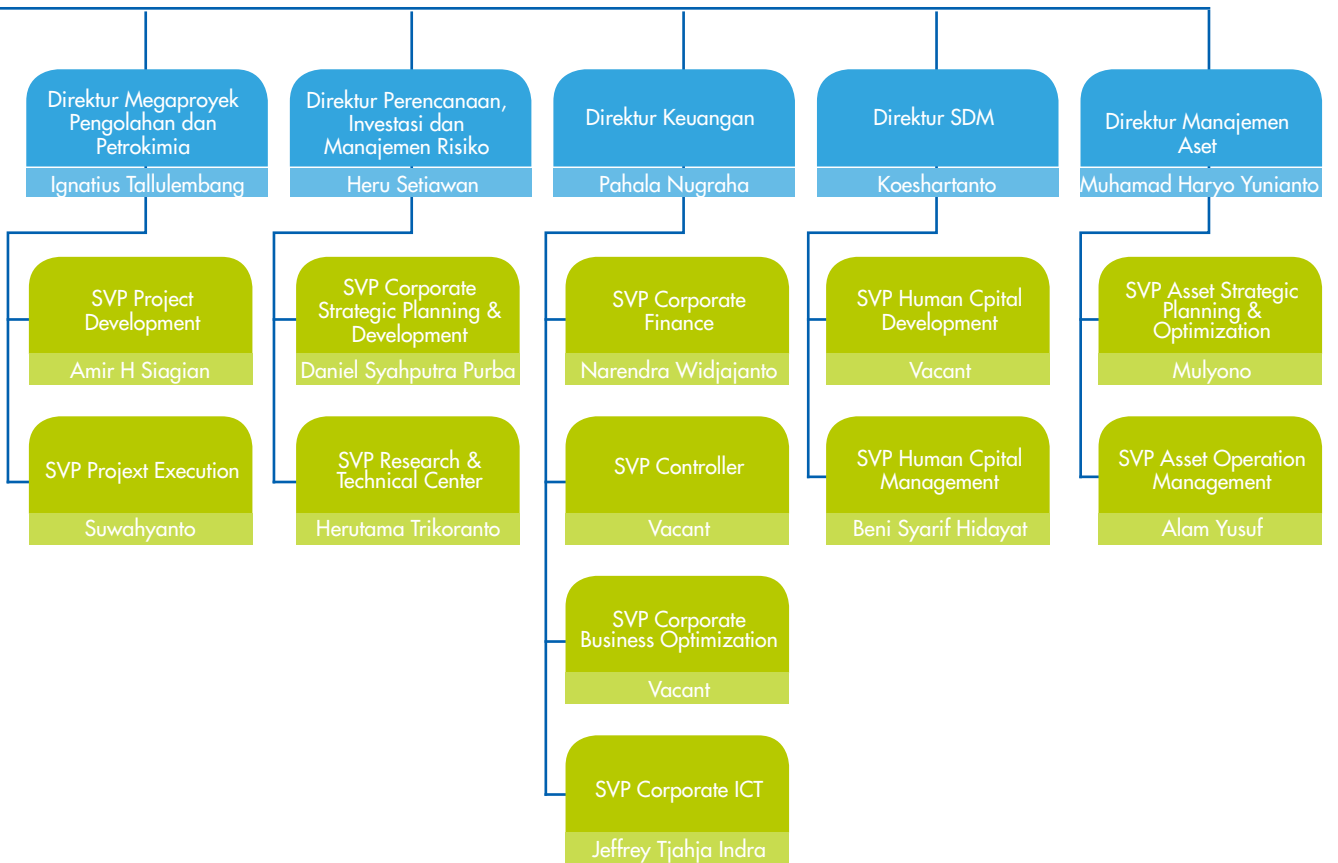 Direktur Megaproyek
Pengolahan dan
Petrokimia
Ignatius Tallulembang
Direktur Perencanaan,
Investasi dan
Manajemen Risiko
Heru Setiawan
Direktur Keuangan
Pahala Nugraha
Direktur SDM
Koeshartanto
Direktur Manajemen
Aset
Muhamad Haryo Yunianto
SVP Project
Development
Amir H Siagian
SVP Corporate
Strategic Planning &
Development
Daniel Syahputra Purba
SVP Corporate
Finance
Narendra Widjajanto
SVP Human Cpital
Development
Vacant
SVP Asset Strategic
Planning &
Optimization
Mulyono
SVP Projext Execution
Suwahyanto
SVP Research &
Technical Center
Herutama Trikoranto
SVP Controller
Vacant
SVP Human Cpital
Management
Beni Syarif Hidayat
SVP Asset Operation
Management
Alam Yusuf
SVP Corporate
Business Optimization
Vacant
SVP Corporate ICT
Jeffrey Tjahja Indra